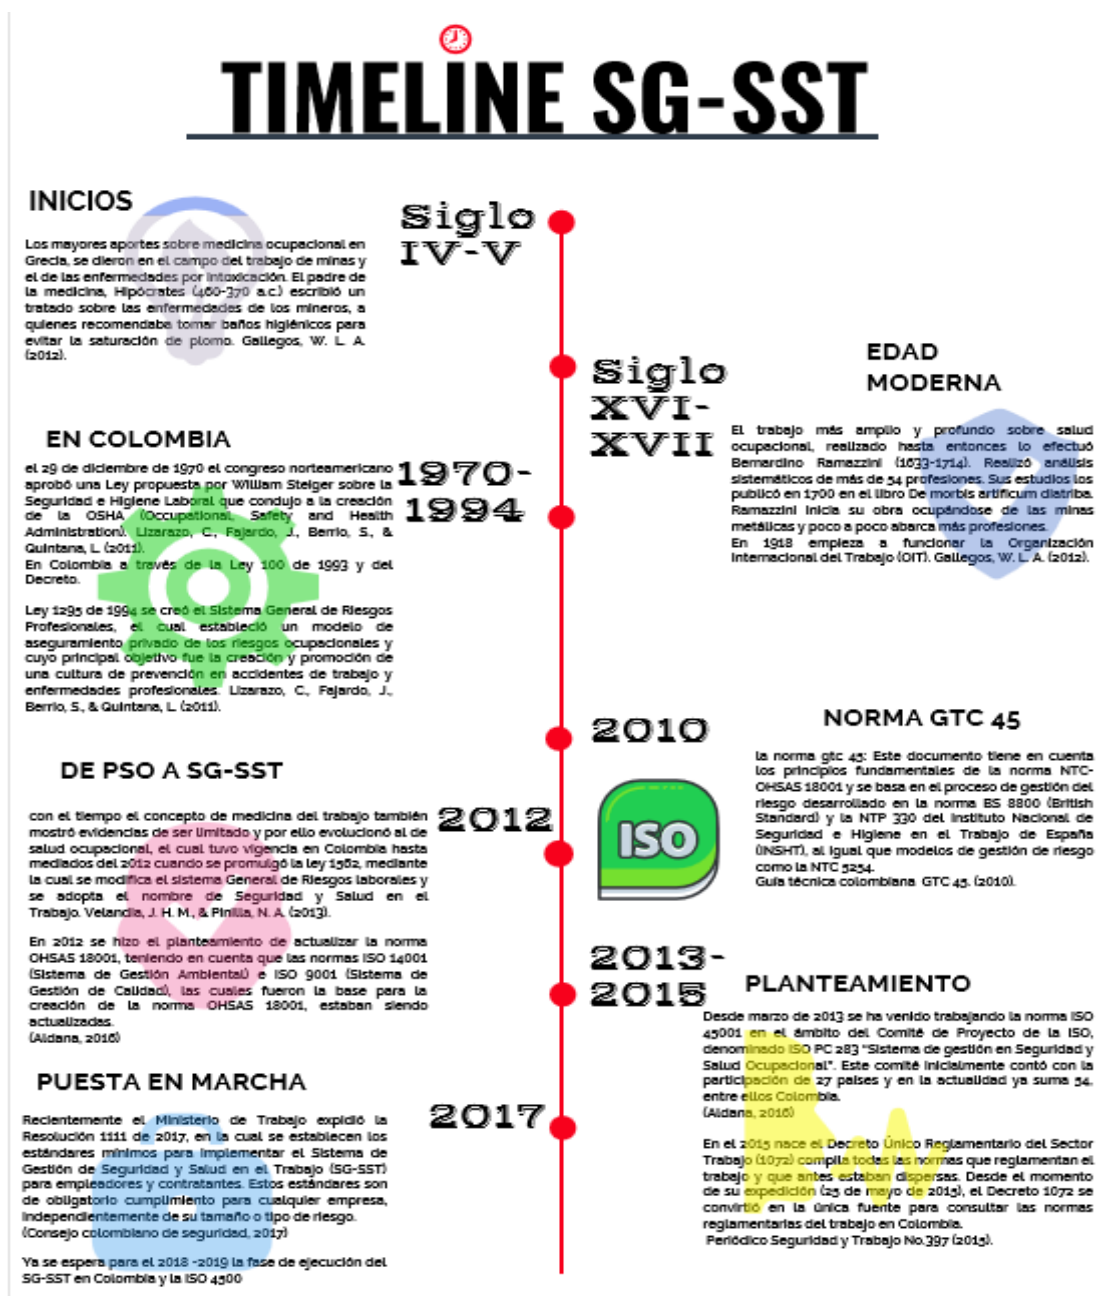 TIMELINE SG-SST
INICIOS
Los mayores aportes sobre medicina ocupacional en
Grecia, se dieron en el campo del trabajo de minas y
el de las enfermedades por intoxicación. El padre de
la medicina, Hipócrates (460-370 a.c.) escribió un
tratado sobre las enfermedades de los mineros, a
quienes recomendaba tomar baños higiénicos para
evitar la saturación de plomo. Gallegos, W. L. A.
(2012).
Siglo
IV-V
Siglo
XVI-
XVII
EDAD
MODERNA
El trabajo más amplio y profundo sobre salud
ocupacional, realizado hasta entonces lo efectuó
Bernardino Ramazzini (1633-1714). Realizó análisis
sistemáticos de más de 54 profesiones. Sus estudios los
publicó en 1700 en el libro De morbis artificum diatriba.
Ramazzini inicia su obra ocupándose de las minas
metálicas y poco a poco abarca más profesiones.
En 1918 empieza a funcionar la Organización
Internacional del Trabajo (OIT). Gallegos, W. L. A. (2012).
EN COLOMBIA
el 29 de diciembre de 1970 el congreso norteamericano
aprobó una Ley propuesta por William Steiger sobre la
Seguridad e Higiene Laboral que condujo a la creación
de la OSHA (Occupational, Safety and Health
Administration). Lizarazo, C., Fajardo, J., Berrio, S., &
Quintana, L. (2011).
En Colombia a través de la Ley 100 de 1993 y del
Decreto.
Ley 1295 de 1994 se creó el Sistema General de Riesgos
Profesionales, el cual estableció un modelo de
aseguramiento privado de los riesgos ocupacionales y
cuyo principal objetivo fue la creación y promoción de
una cultura de prevención en accidentes de trabajo y
enfermedades profesionales. Lizarazo, C., Fajardo, J.,
Berrio, S., & Quintana, L. (2011).
1970-
1994
2010
NORMA GTC 45
la norma gtc 45: Este documento tiene en cuenta
los principios fundamentales de la norma NTC-
OHSAS 18001 y se basa en el proceso de gestión del
riesgo desarrollado en la norma BS 8800 (British
Standard) y la NTP 330 del Instituto Nacional de
Seguridad e Higiene en el Trabajo de España
(INSHT), al igual que modelos de gestión de riesgo
como la NTC 5254.
Guía técnica colombiana GTC 45. (2010).
ISO
DE PSO A SG-SST
con el tiempo el concepto de medicina del trabajo también
mostró evidencias de ser limitado y por ello evolucionó al de
salud ocupacional, el cual tuvo vigencia en Colombia hasta
mediados del 2012 cuando se promulgó la ley 1562, mediante
la cual se modifica el sistema General de Riesgos laborales y
se adopta el nombre de Seguridad y Salud en el
Trabajo. Velandia, J. H. M., & Pinilla, N. A. (2013).
En 2012 se hizo el planteamiento de actualizar la norma
OHSAS 18001, teniendo en cuenta que las normas ISO 14001
(Sistema de Gestión Ambiental) e ISO 9001 (Sistema de
Gestión de Calidad), las cuales fueron la base para la
creación de la norma OHSAS 18001, estaban siendo
actualizadas.
(Aldana, 2016)
2012
2013-
2015
PLANTEAMIENTO
Desde marzo de 2013 se ha venido trabajando la norma ISO
45001 en el ámbito del Comité de Proyecto de la ISO,
denominado ISO PC 283 "Sistema de gestión en Seguridad y
Salud Ocupacional". Este comité inicialmente contó con la
participación de 27 países y en la actualidad ya suma 54,
entre ellos Colombia.
(Aldana, 2016)
En el 2015 nace el Decreto Único Reglamentario del Sector
Trabajo (1072) compila todas las normas que reglamentan el
trabajo y que antes estaban dispersas. Desde el momento
de su expedición (25 de mayo de 2015), el Decreto 1072 se
convirtió en la única fuente para consultar las normas
reglamentarias del trabajo en Colombia.
Periódico Seguridad y Trabajo No.397 (2015).
PUESTA EN MARCHA
Recientemente el Ministerio de Trabajo expidió la
Resolución 1111 de 2017, en la cual se establecen los
estándares mínimos para implementar el Sistema de
Gestión de Seguridad y Salud en el Trabajo (SG-SST)
para empleadores y contratantes. Estos estándares son
de obligatorio cumplimiento para cualquier empresa,
independientemente de su tamaño o tipo de riesgo.
(Consejo colombiano de seguridad, 2017)
Ya se espera para el 2018 -2019 la fase de ejecución del
SG-SST en Colombia y la ISO 4500
2017